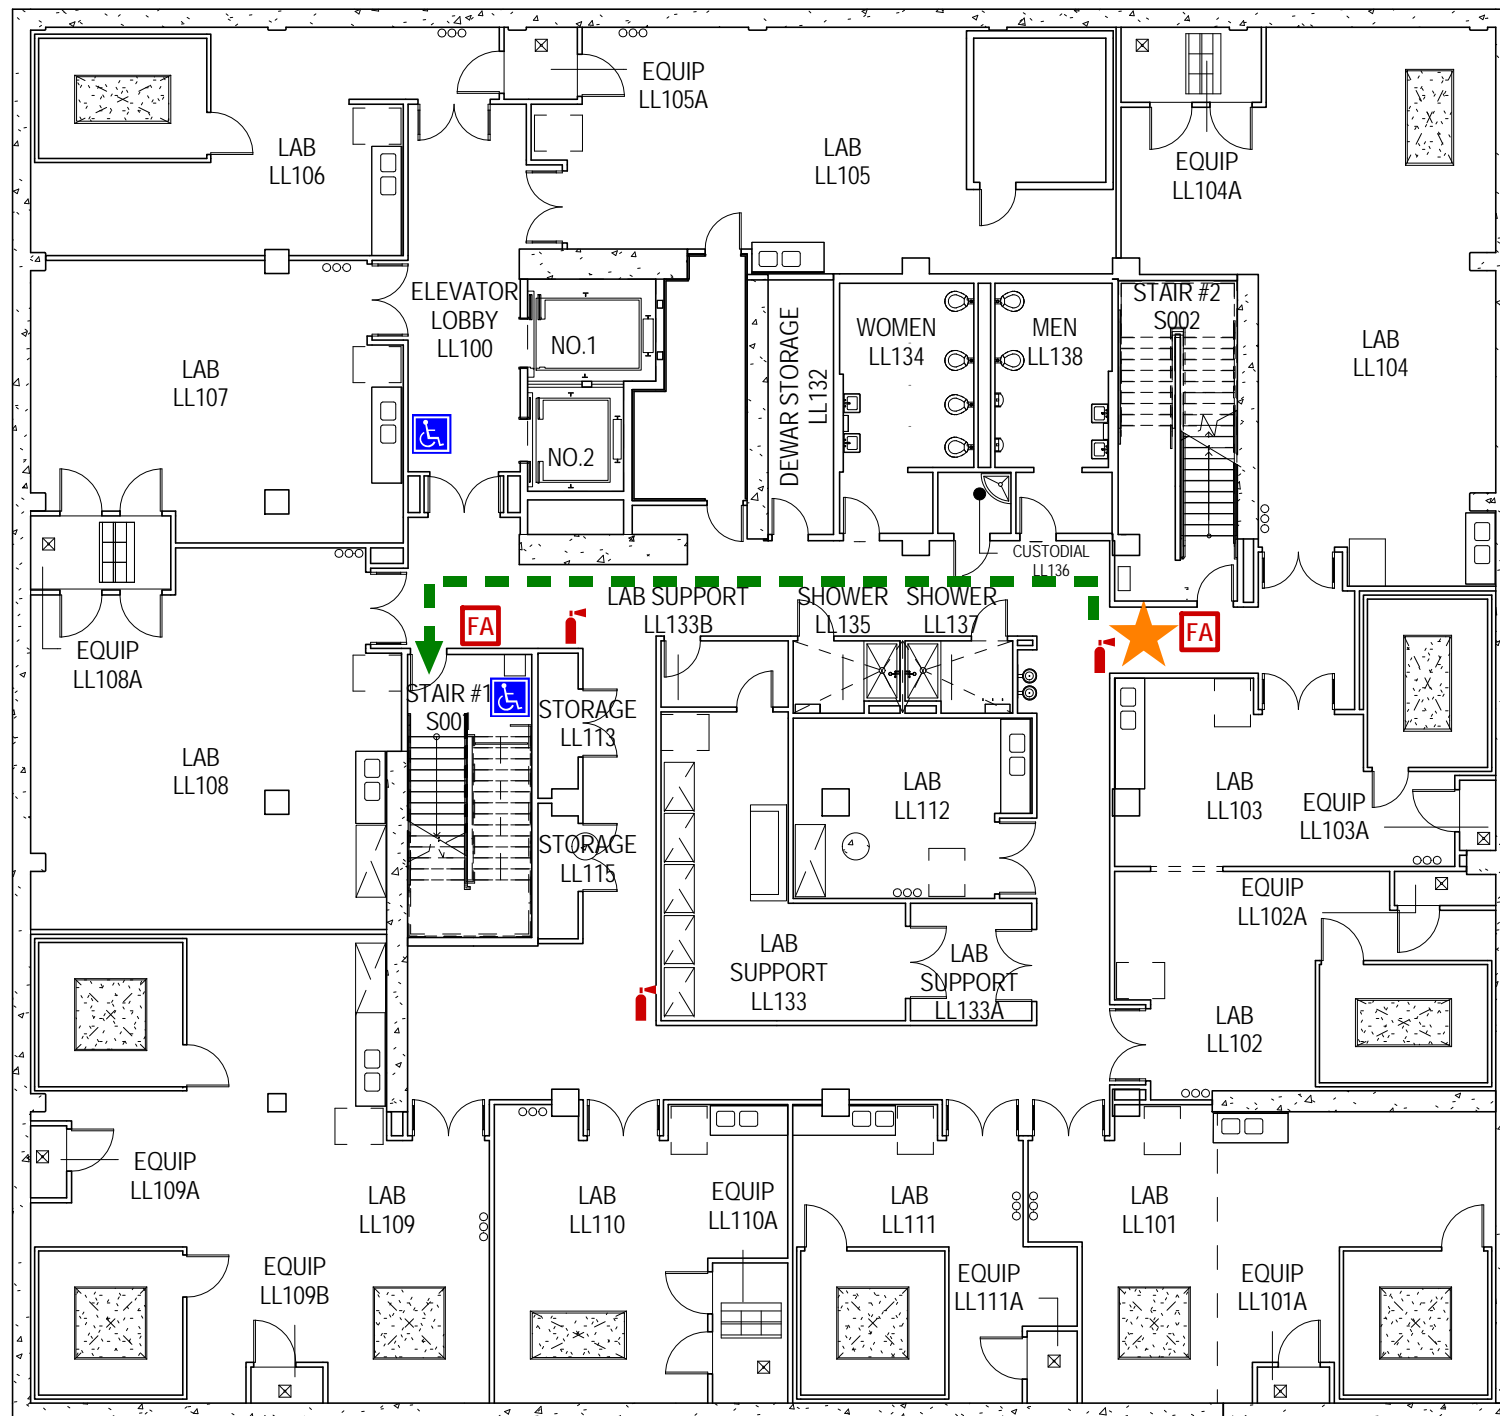 EQUIP
LL105A
LAB
LL106
LAB
LL105
EQUIP
LL104A
ELEVATOR
LOBBY
LL100
NO.1
NO.2
LAB
LL107
DEWAR STORAGE
LL132
WOMEN
LL134
MEN
LL138
STAIR #2
S002
LAB
LL104
CUSTODIAL
LL136
LAB SUPPORT
LL133B
SHOWER
LL135
SHOWER
LL137
FA
FA
EQUIP
LL108A
STAIR #1
S001
STORAGE
LL113
LAB
LL108
LAB
LL112
LAB
LL103
EQUIP
LL103A
STORAGE
LL115
EQUIP
LL102A
LAB
SUPPORT
LL133
LAB
SUPPORT
LL133A
LAB
LL102
EQUIP
LL109A
LAB
LL109
LAB
LL110
EQUIP
LL110A
LAB
LL111
LAB
LL101
EQUIP
LL109B
EQUIP
LL111A
EQUIP
LL101A